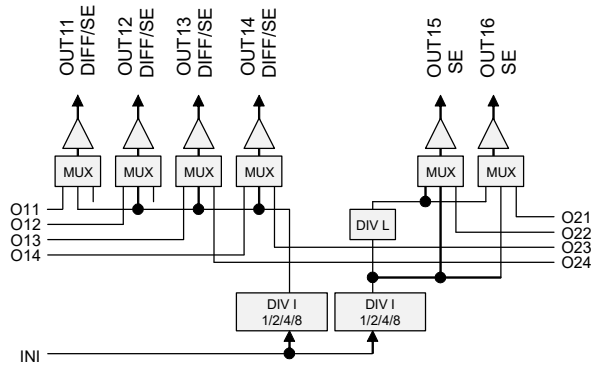 OUT11
DIFF/SE
OUT12
DIFF/SE
OUT13
DIFF/SE
OUT14
DIFF/SE
OUT15
SE
OUT16
SE
MUX
MUX
MUX
MUX
MUX
MUX
O11
O12
O13
O14
DIV L
O21
O22
O23
O24
DIV I
1/2/4/8
DIV I
1/2/4/8
INI